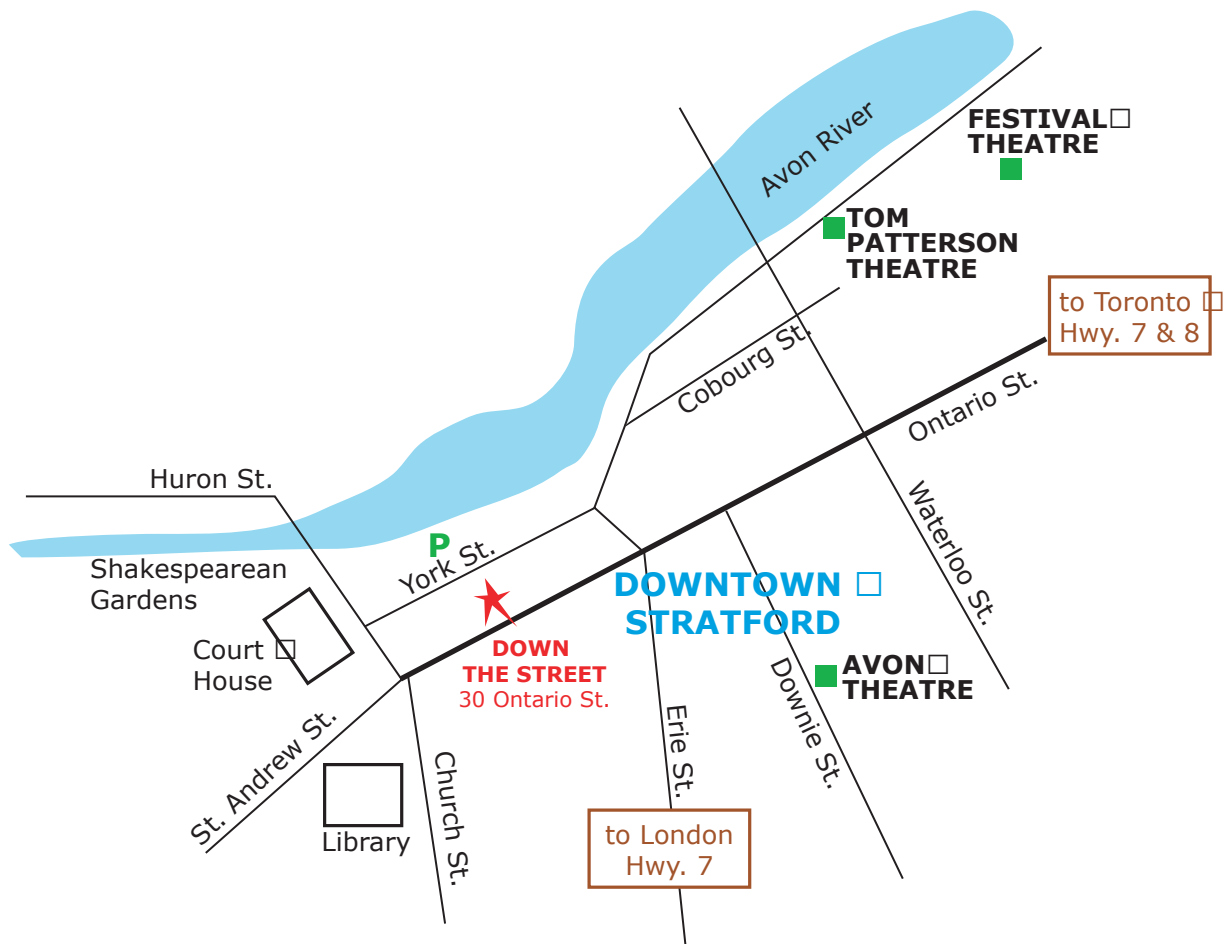 Avon River
FESTIVAL□
THEATRE
TOM
PATTERSON
THEATRE
to Toronto □
Hwy. 7 & 8
Cobourg St.
Ontario St.
Huron St.
Waterloo St.
P
York St.
Shakespearean
Gardens
DOWNTOWN □
STRATFORD
Court □
House
DOWN
THE STREET
30 Ontario St.
AVON□
THEATRE
Downie St.
Erie St.
St. Andrew St.
Church St.
Library
to London
Hwy. 7